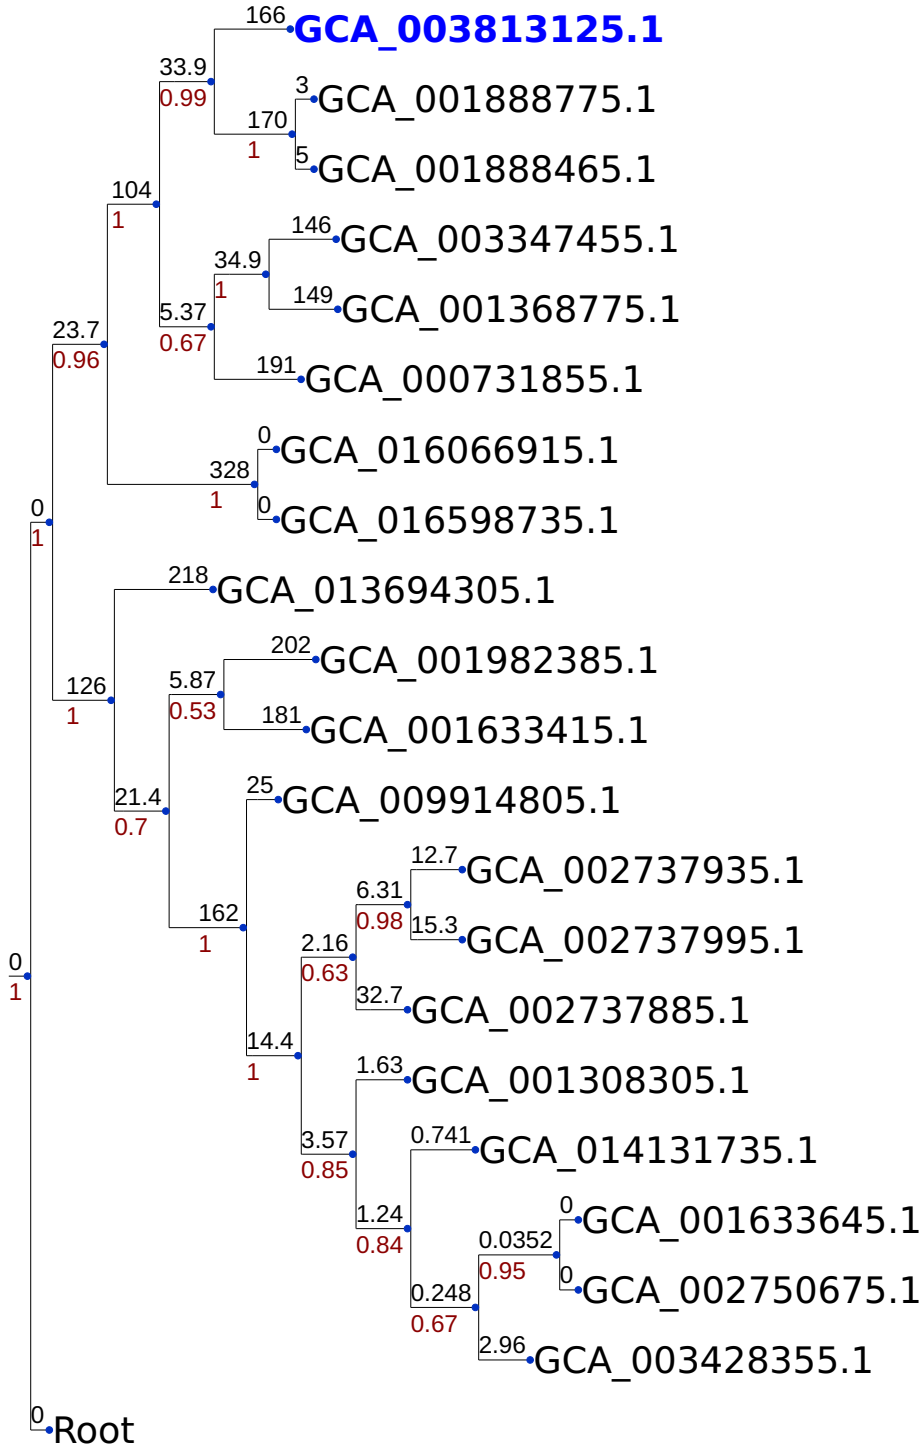 166
GCA_003813125.1
33.9
0.99
3
GCA_001888775.1
170
1
5
GCA_001888465.1
104
1
146
GCA_003347455.1
34.9
1
149
GCA_001368775.1
5.37
0.67
191
GCA_000731855.1
23.7
0.96
0
GCA_016066915.1
328
1
0
GCA_016598735.1
0
1
218
GCA_013694305.1
126
1
202
GCA_001982385.1
5.87
0.53
181
GCA_001633415.1
21.4
0.7
25
GCA_009914805.1
162
1
12.7
GCA_002737935.1
6.31
0.98
15.3
GCA_002737995.1
2.16
0.63
32.7
GCA_002737885.1
0
1
14.4
1
1.63
GCA_001308305.1
3.57
0.85
0.741
GCA_014131735.1
1.24
0.84
0
GCA_001633645.1
0.0352
0.95
0
GCA_002750675.1
0.248
0.67
2.96
GCA_003428355.1
0
Root